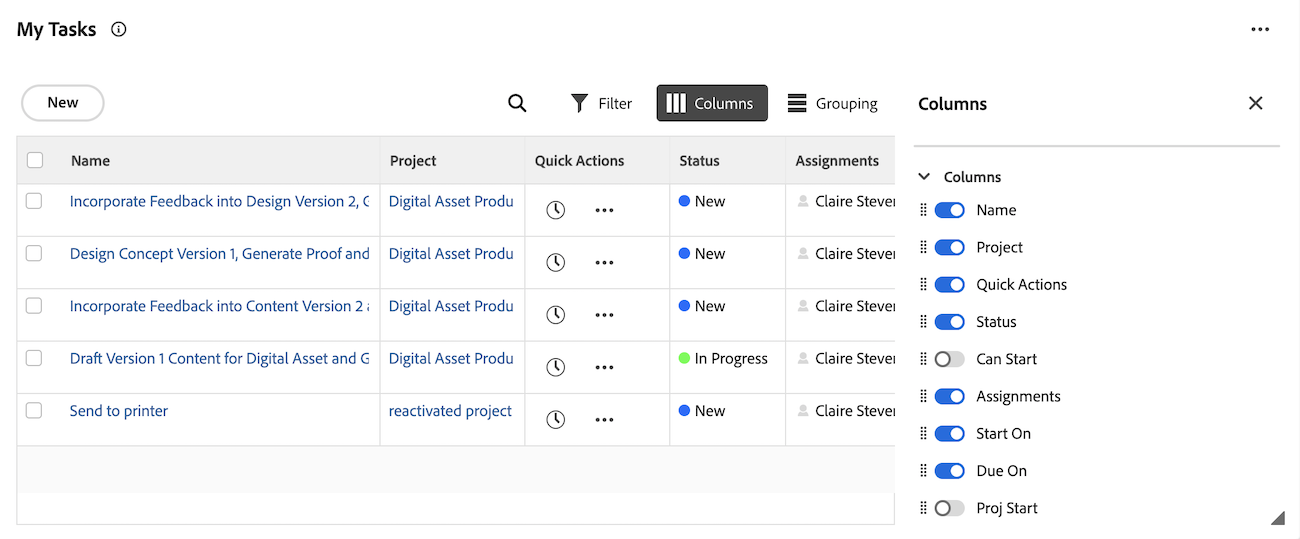 My Tasks
New
Filter
Columns
Grouping
Name Project Quick Actions Status Assignments
Incorporate Feedback into Design Version 2, Digital Asset Produ New Claire Steve
Design Concept Version 1, Generate Proof and Digital Asset Produ New Claire Steve
Incorporate Feedback into Content Version 2 Digital Asset Produ New Claire Steve
Draft Version 1 Content for Digital Asset and G Digital Asset Produ In Progress Claire Steve
Send to printer reactivated project New Claire Steve
Columns
Columns
Name
Project
Quick Actions
Status
Can Start
Assignments
Start On
Due On
Proj Start